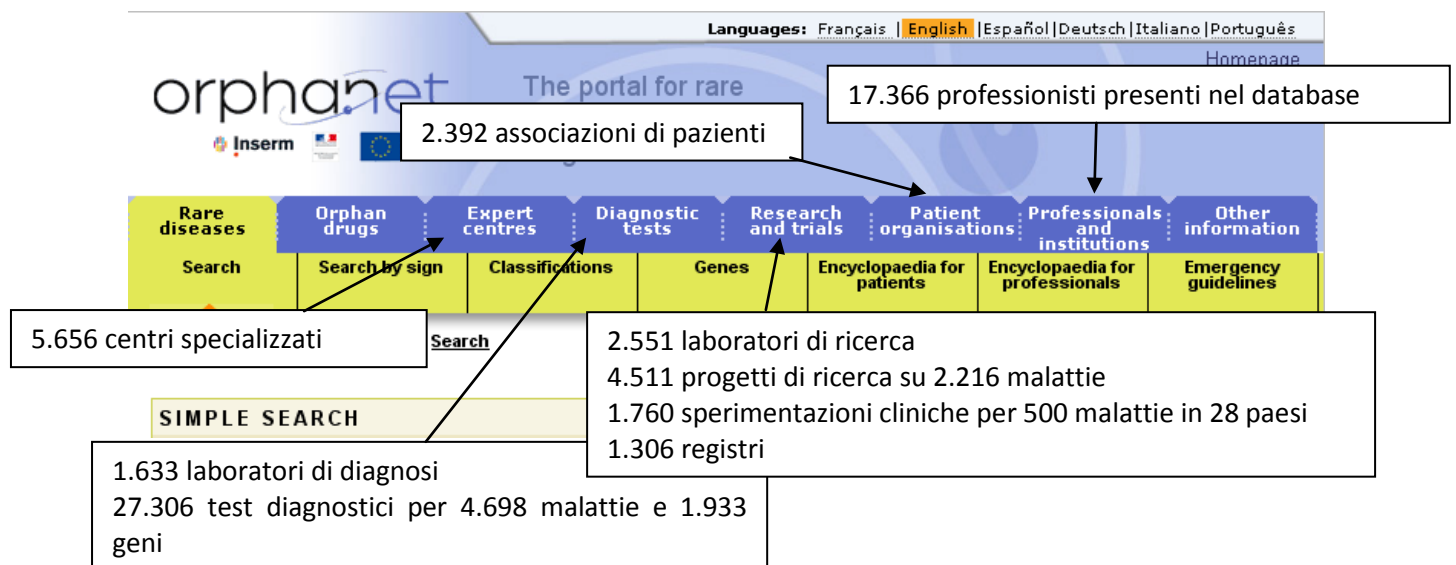 Languages: Français | English |Español|Deutsch|Italiano|Português
Homepage
orphanet
The portal for rare
17.366 professionisti presenti nel database
2.392 associazioni di pazienti
Inserm
Rare diseases
Orphan drugs
Expert centres
Diagnostic tests
Research and trials
Patient organisations
Professionals and institutions
Other information
Search
Search by sign
Classifications
Genes
Encyclopaedia for patients
Encyclopaedia for professionals
Emergency guidelines
5.656 centri specializzati
Search
2.551 laboratori di ricerca
4.511 progetti di ricerca su 2.216 malattie
1.760 sperimentazioni cliniche per 500 malattie in 28 paesi
1.306 registri
SIMPLE SEARCH
1.633 laboratori di diagnosi
27.306 test diagnostici per 4.698 malattie e 1.933
geni